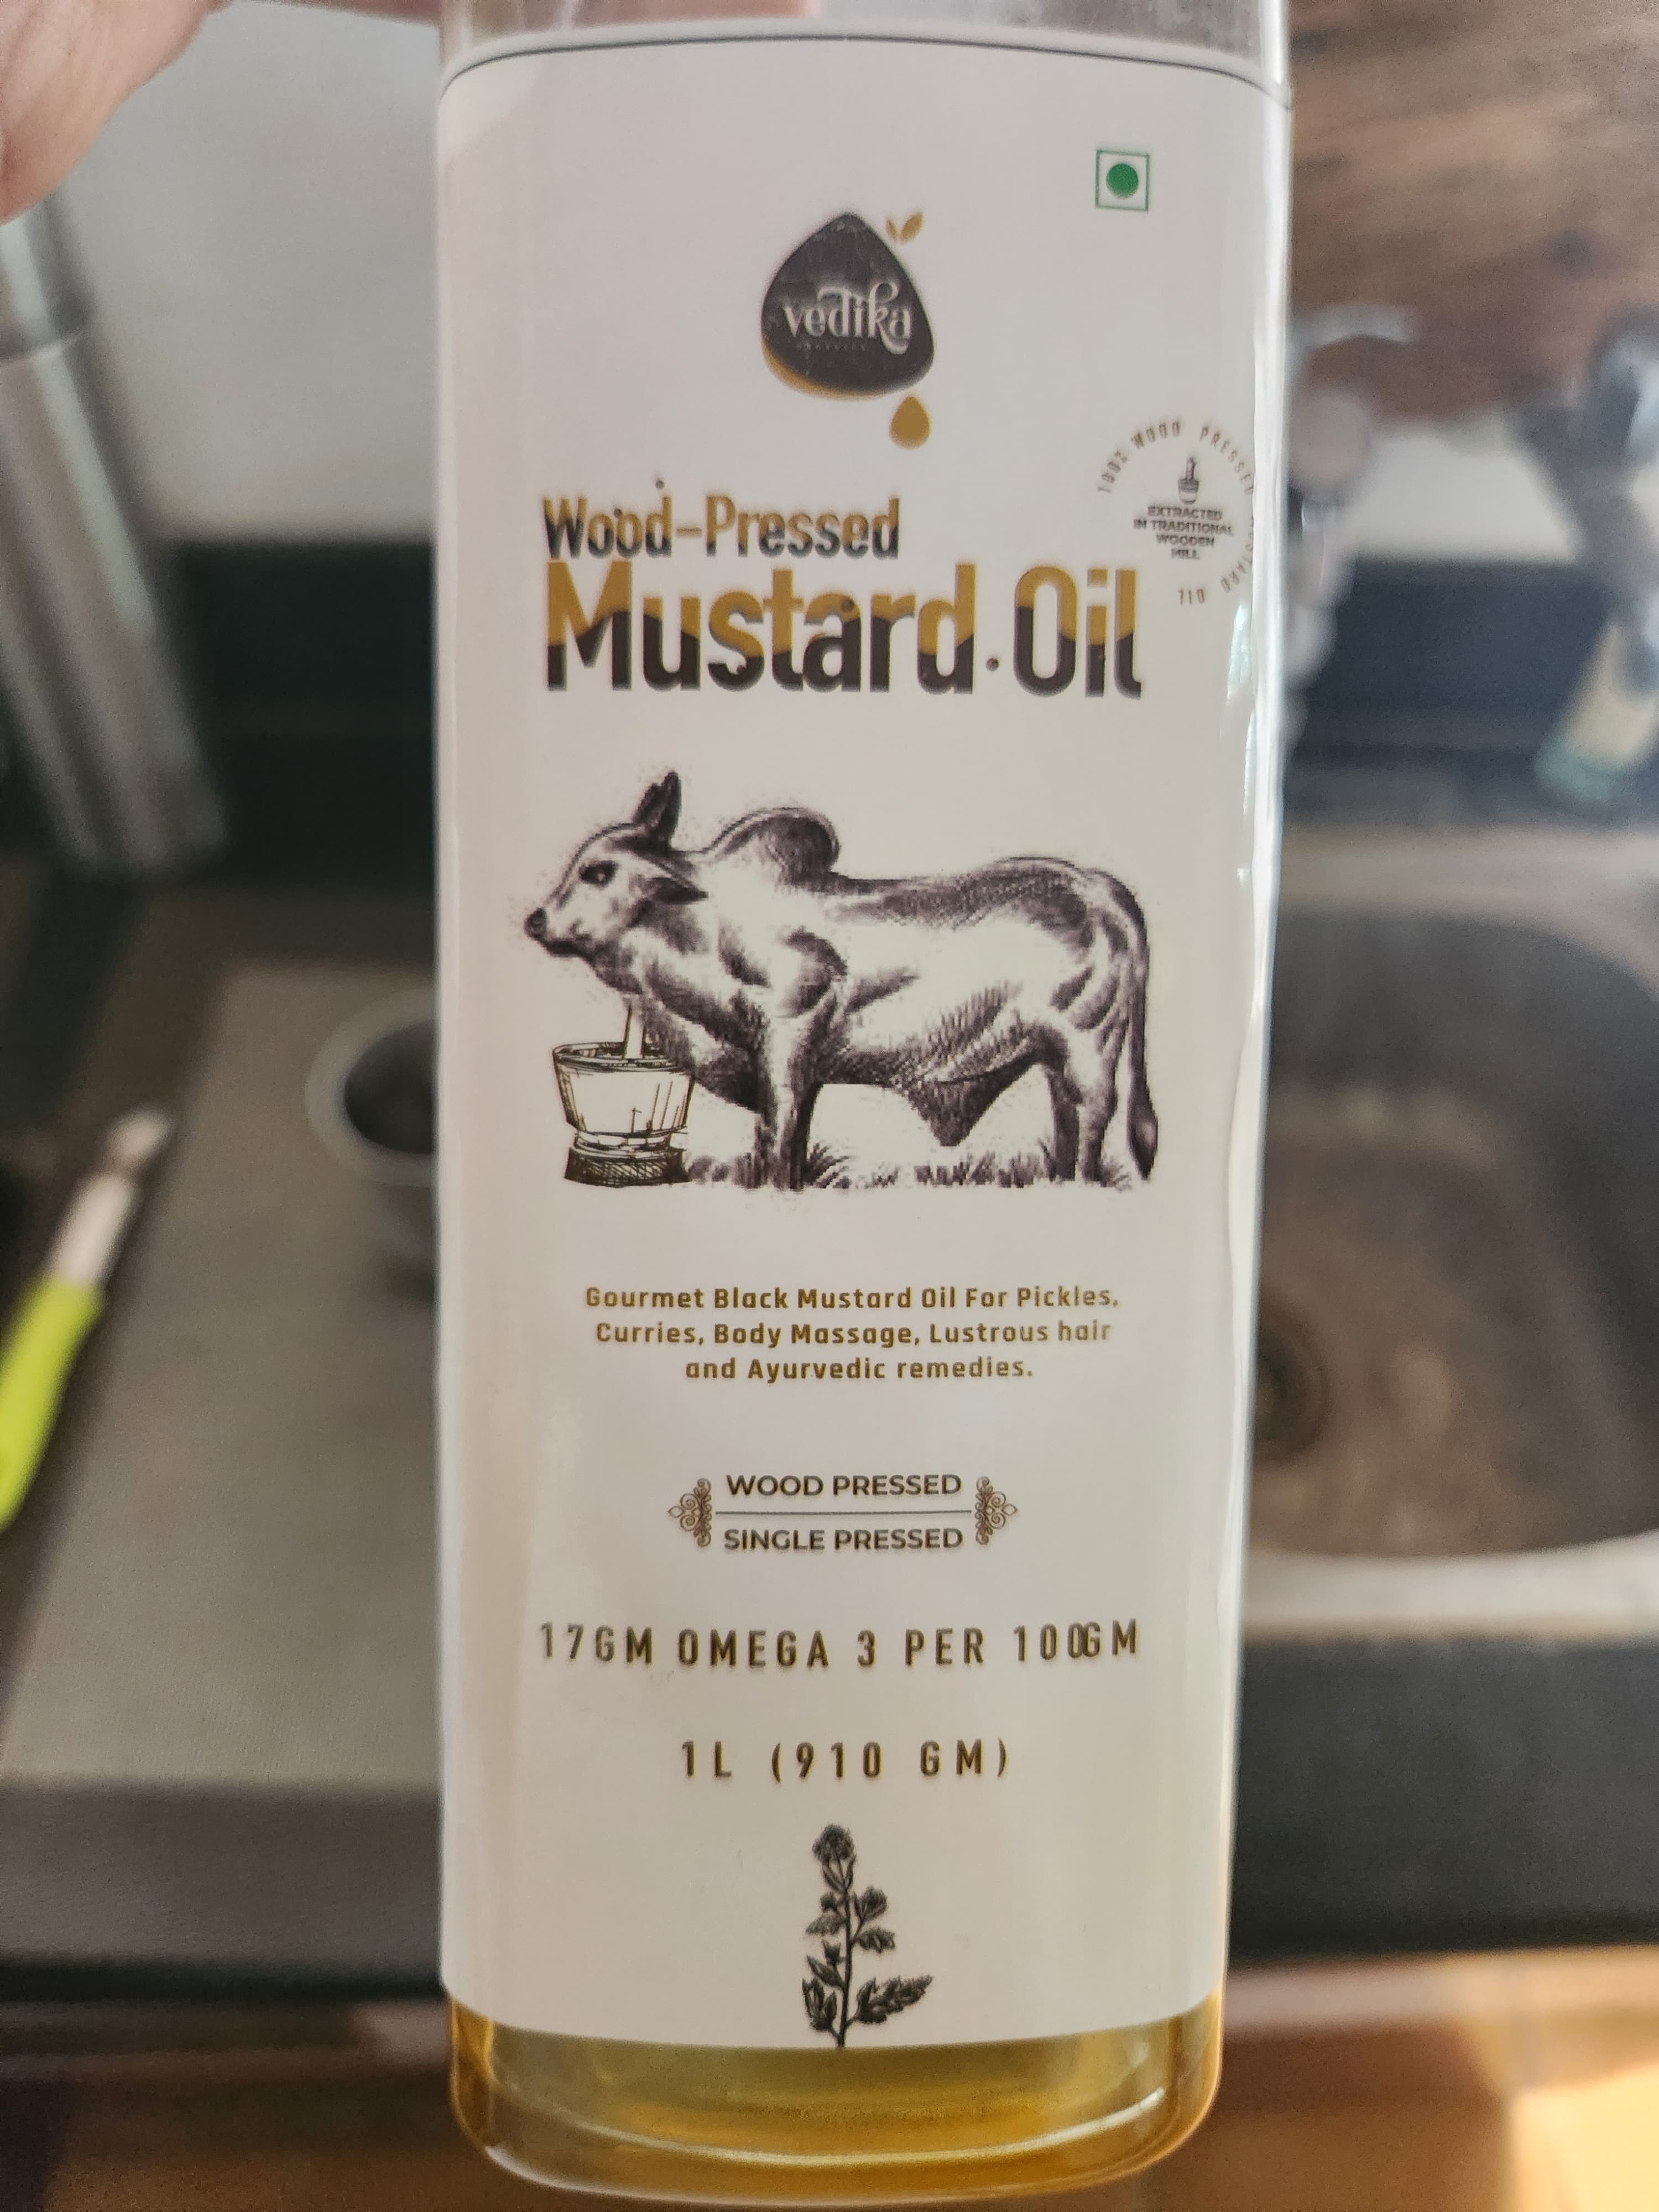 vedika
100% WOOD PRESSED MUSTARD OIL
EXTRACTED
IN TRADITIONAL
WOODEN
MILL
Wood-Pressed
Mustard Oil
Gourmet Black Mustard Oil For Pickles,
Curries, Body Massage, Lustrous hair
and Ayurvedic remedies.
WOOD PRESSED
SINGLE PRESSED
17GM OMEGA 3 PER 100GM
1L (910 GM)